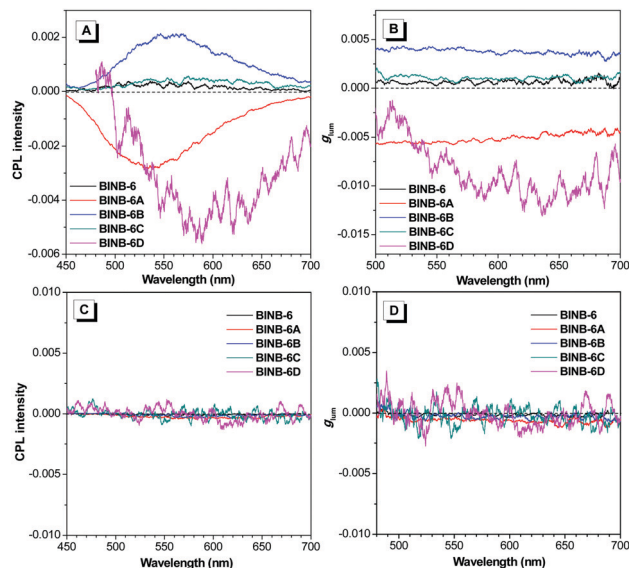 A
0.002
0.000
-0.002
-0.004
-0.006
CPL intensity
BINB-6
BINB-6A
BINB-6B
BINB-6C
BINB-6D
450 500 550 600 650 700
Wavelength (nm)
B
0.005
0.000
-0.005
-0.010
-0.015
glum
BINB-6
BINB-6A
BINB-6B
BINB-6C
BINB-6D
500 550 600 650 700
Wavelength (nm)
C
0.010
0.005
0.000
-0.005
-0.010
CPL intensity
BINB-6
BINB-6A
BINB-6B
BINB-6C
BINB-6D
450 500 550 600 650 700
Wavelength (nm)
D
0.010
0.005
0.000
-0.005
-0.010
glum
BINB-6
BINB-6A
BINB-6B
BINB-6C
BINB-6D
500 550 600 650 700
Wavelength (nm)